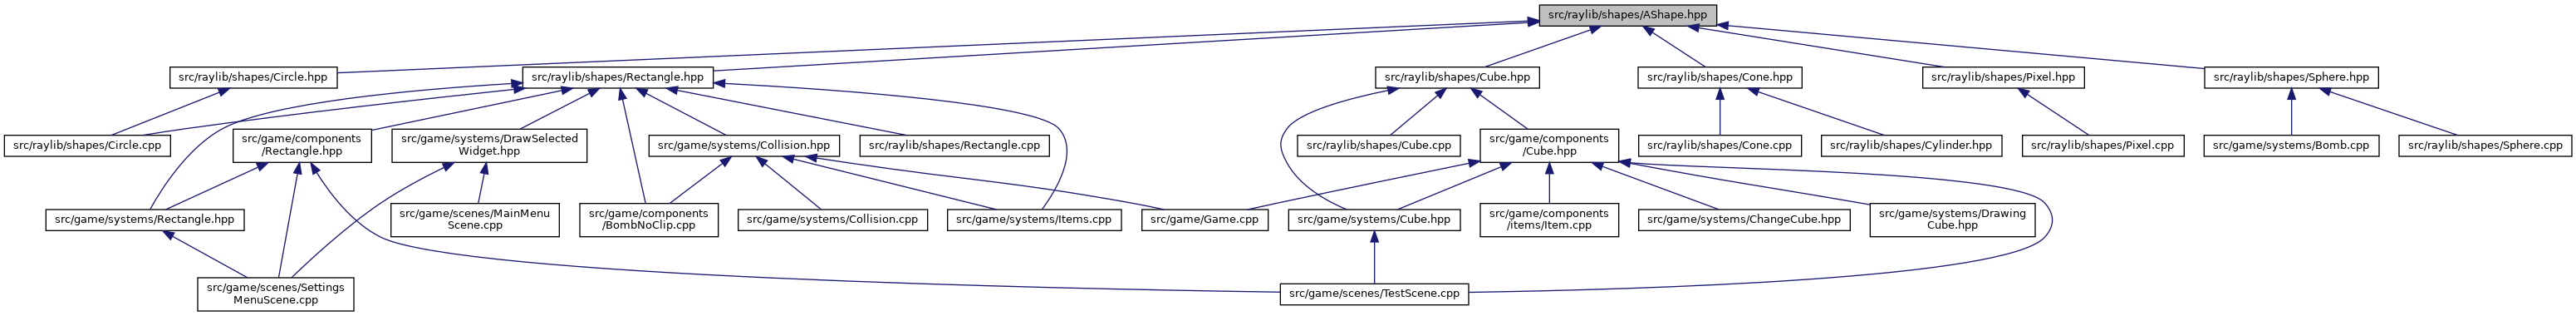 src/raylib/shapes/AShape.hpp
src/raylib/shapes/Circle.hpp
src/raylib/shapes/Rectangle.hpp
src/raylib/shapes/Cube.hpp
src/raylib/shapes/Cone.hpp
src/raylib/shapes/Pixel.hpp
src/raylib/shapes/Sphere.hpp
src/raylib/shapes/Circle.cpp
src/game/components
/Rectangle.hpp
src/game/systems/DrawSelected
Widget.hpp
src/game/systems/Collision.hpp
src/raylib/shapes/Rectangle.cpp
src/raylib/shapes/Cube.cpp
src/game/components
/Cube.hpp
src/raylib/shapes/Cone.cpp
src/raylib/shapes/Cylinder.hpp
src/raylib/shapes/Pixel.cpp
src/game/systems/Bomb.cpp
src/raylib/shapes/Sphere.cpp
src/game/systems/Rectangle.hpp
src/game/scenes/MainMenu
Scene.cpp
src/game/components
/BombNoClip.cpp
src/game/systems/Collision.cpp
src/game/systems/Items.cpp
src/game/Game.cpp
src/game/systems/Cube.hpp
src/game/components
/items/Item.cpp
src/game/systems/ChangeCube.hpp
src/game/systems/Drawing
Cube.hpp
src/game/scenes/Settings
MenuScene.cpp
src/game/scenes/TestScene.cpp